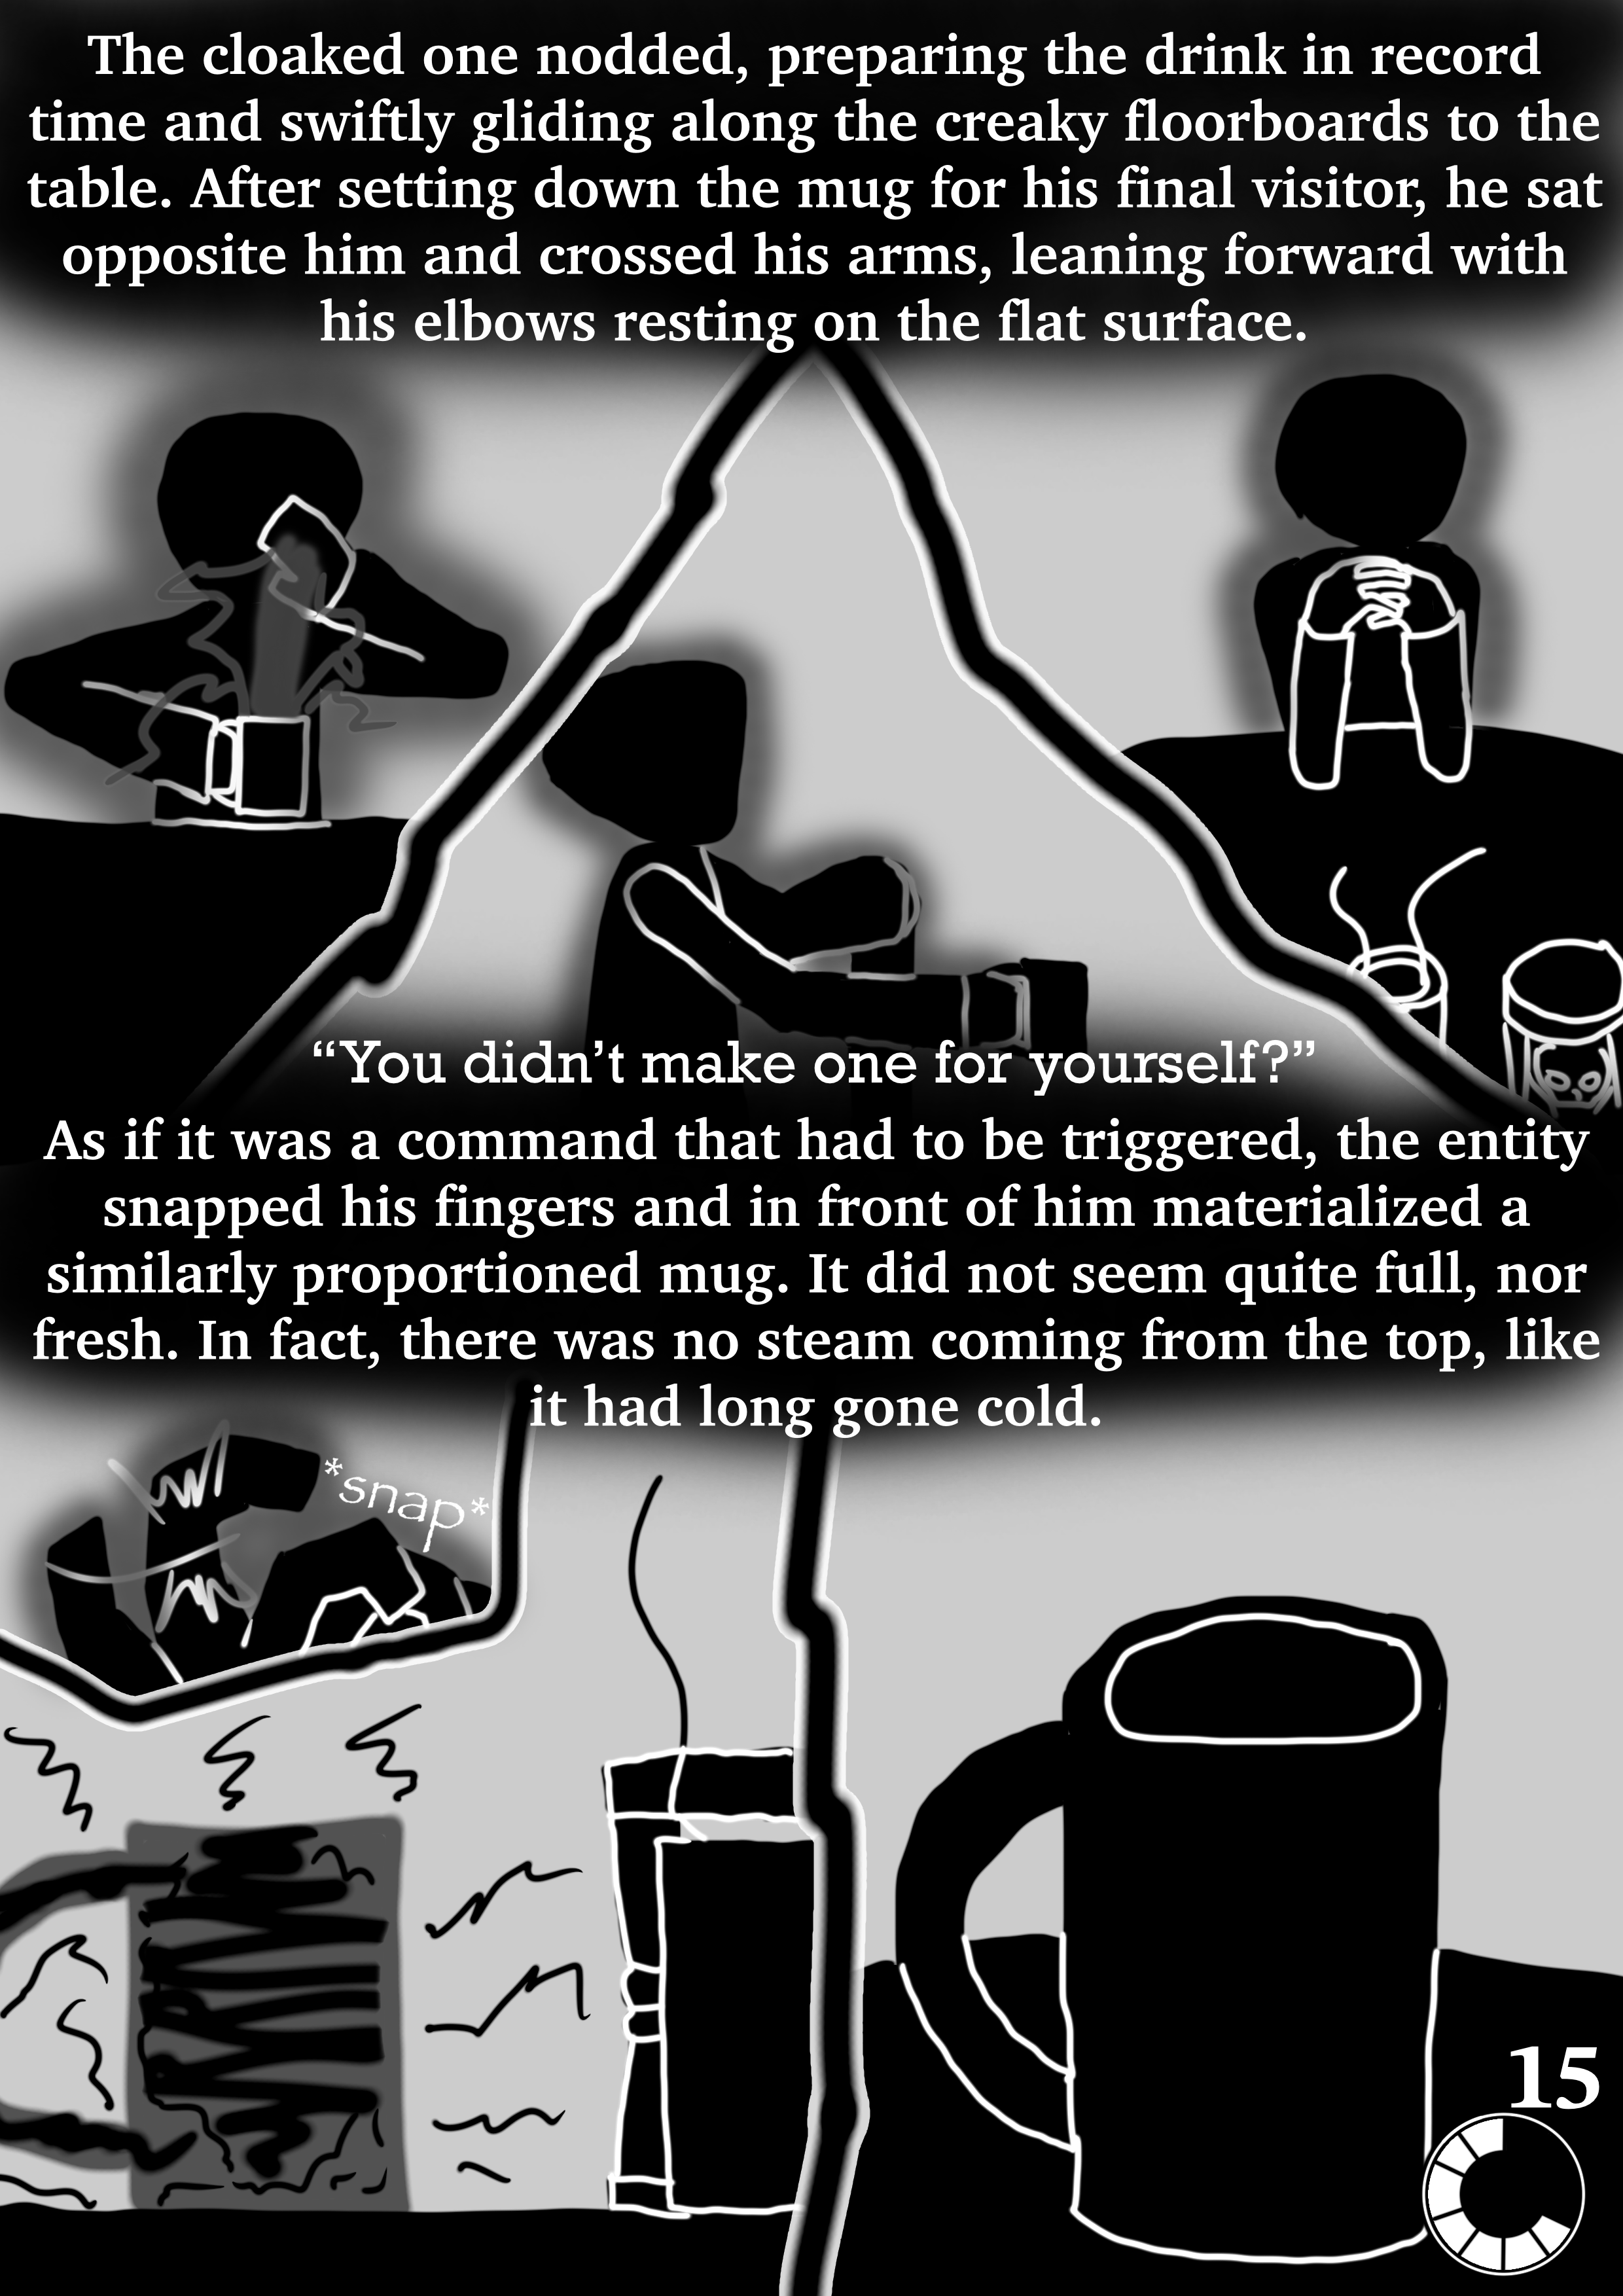 The cloaked one nodded, preparing the drink in record
time and swiftly gliding along the creaky floorboards to the
table. After setting down the mug for his final visitor, he sat
opposite him and crossed his arms, leaning forward with
his elbows resting on the flat surface.
“You didn’t make one for yourself?”
As if it was a command that had to be triggered, the entity
snapped his fingers and in front of him materialized a
similarly proportioned mug. It did not seem quite full, nor
fresh. In fact, there was no steam coming from the top, like
it had long gone cold.
*snap*
15